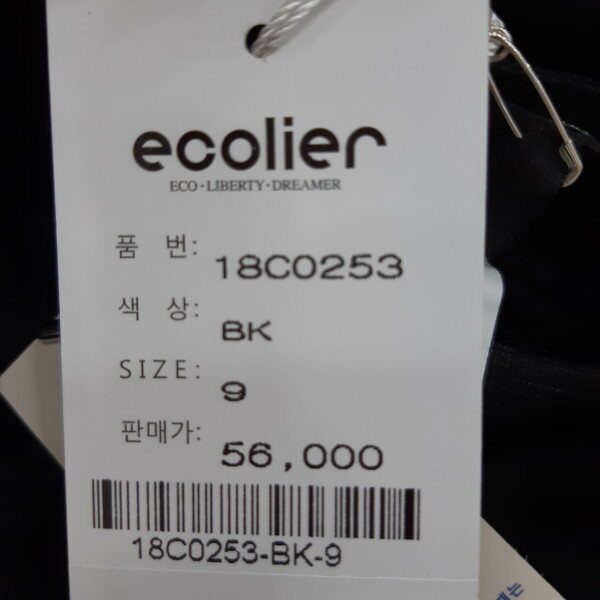 ecolier
ECO·LIBERTY·DREAMER
품 번: 18C0253
색 상: BK
SIZE: 9
판매가: 56,000
18C0253-BK-9
는